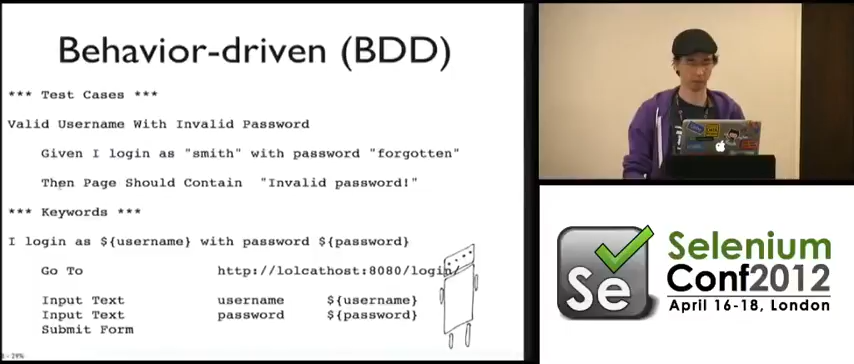 Behavior-driven (BDD)
*** Test Cases ***
Valid Username With Invalid Password
Given I login as "smith" with password "forgotten"
Then Page Should Contain "Invalid password!"
*** Keywords ***
I login as ${username} with password ${password}
Go To http://lolcathost:8080/login/
Input Text username ${username}
Input Text password ${password}
Submit Form
Se
Selenium
Conf2012
April 16-18, London